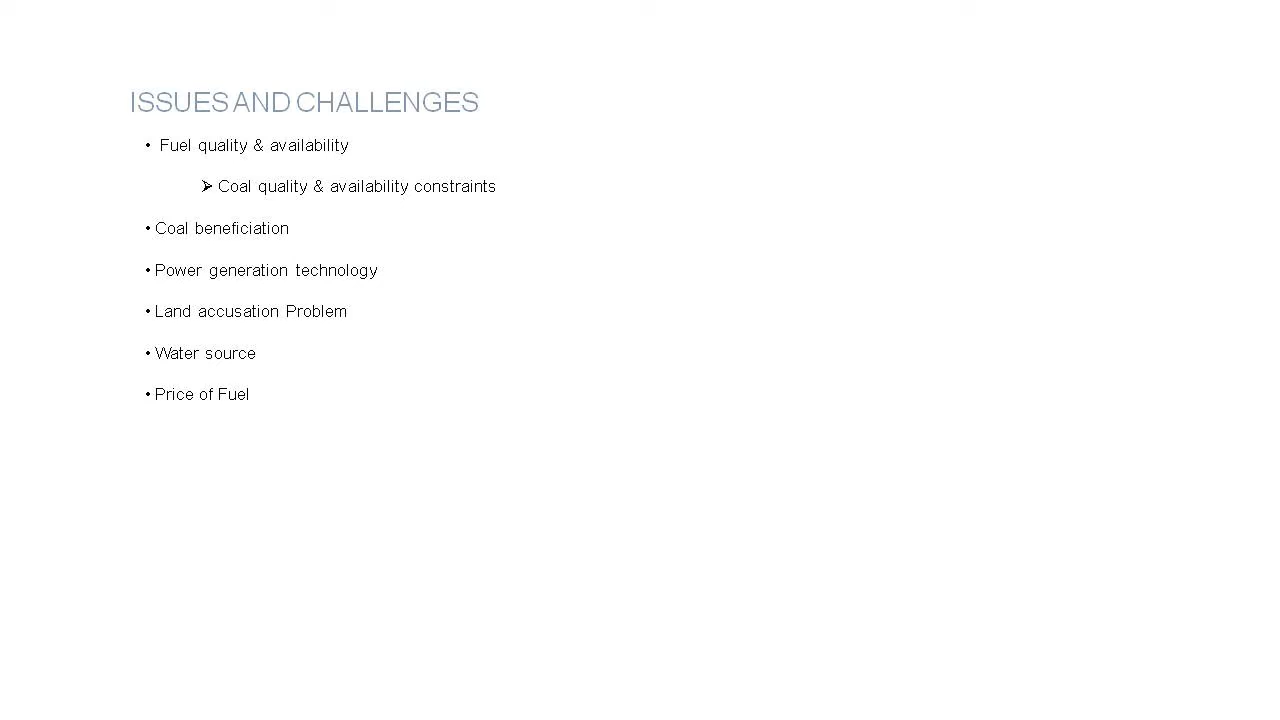 ISSUES AND CHALLENGES
• Fuel quality & availability
➢ Coal quality & availability constraints
• Coal beneficiation
• Power generation technology
• Land accusation Problem
• Water source
• Price of Fuel